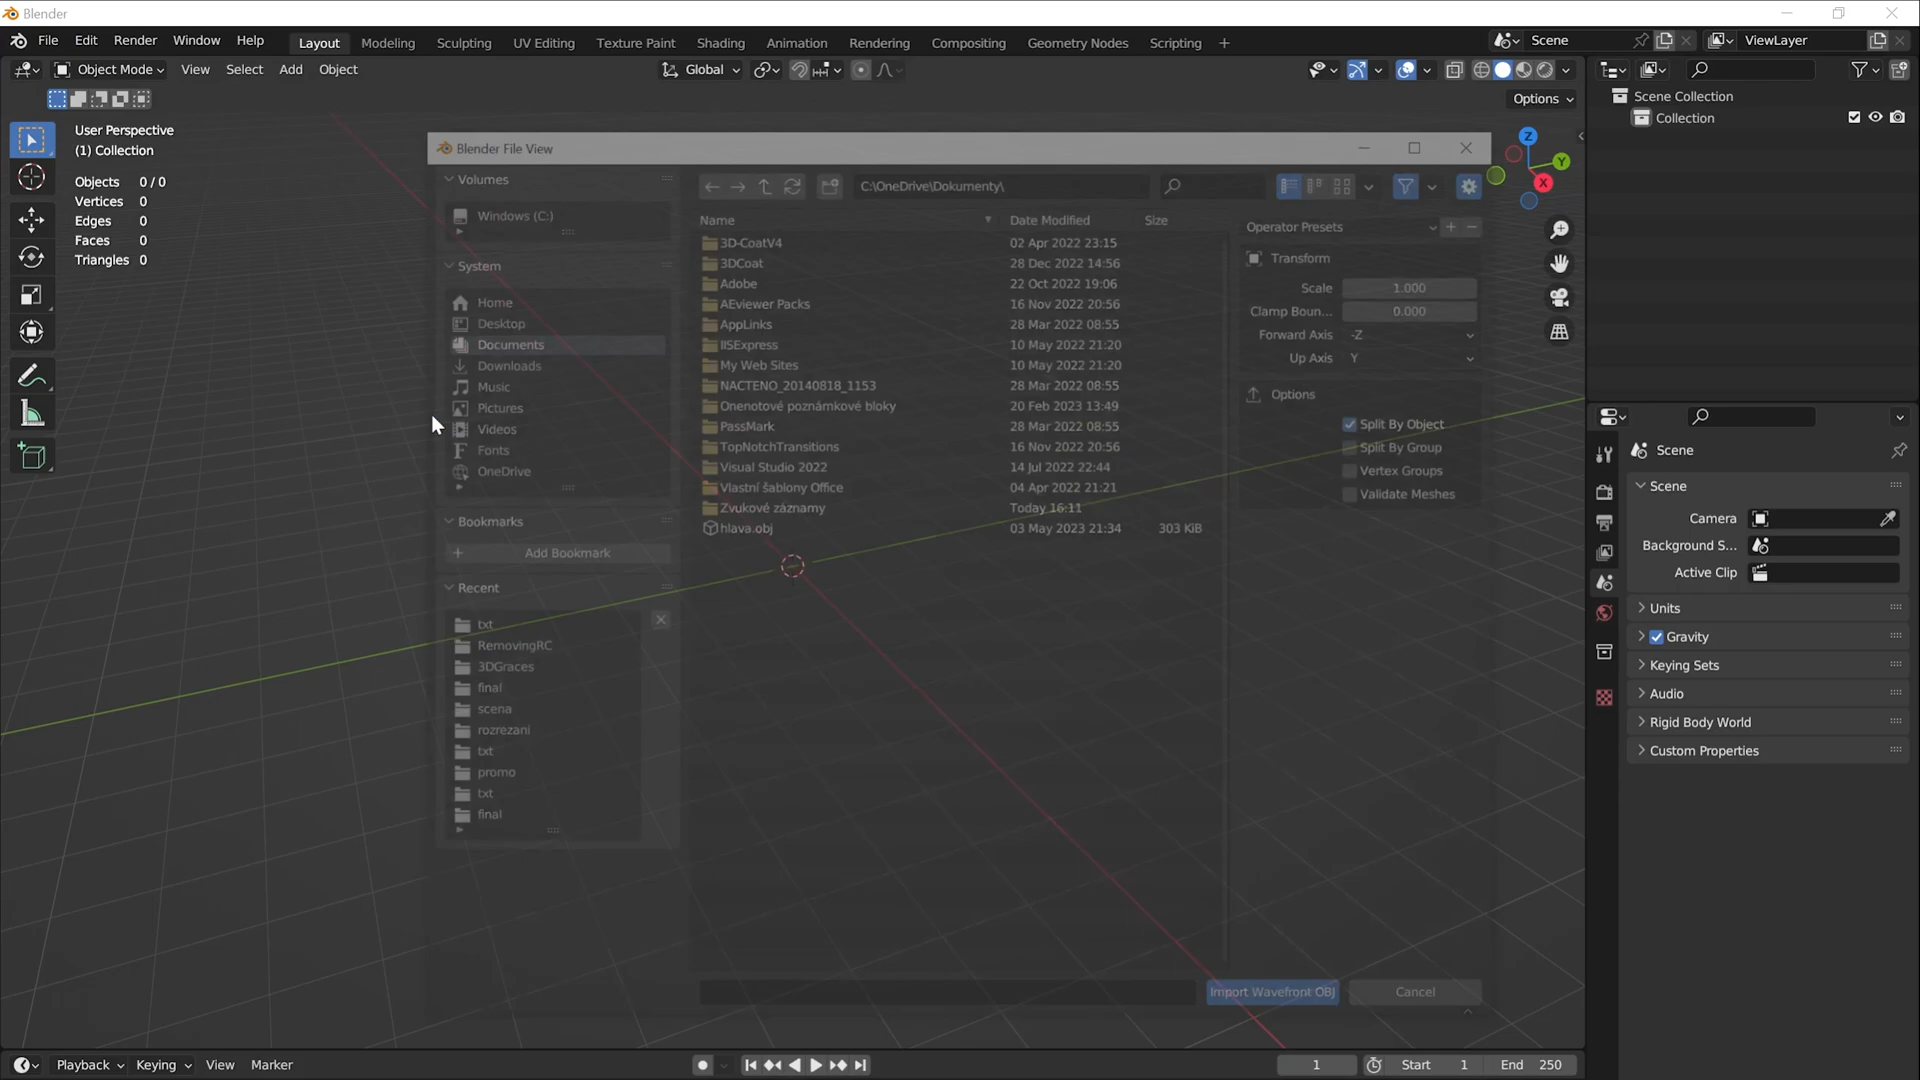 Blender
File Edit Render Window Help Layout Modeling Sculpting UV Editing Texture Paint Shading Animation Rendering Compositing Geometry Nodes Scripting + Scene ViewLayer
Object Mode View Select Add Object Global
Options
User Perspective
(1) Collection
Objects 0 / 0
Vertices 0
Edges 0
Faces 0
Triangles 0
Blender File View
Volumes
Windows (C:)
System
Home
Desktop
Documents
Downloads
Music
Pictures
Videos
Fonts
OneDrive
Bookmarks
Add Bookmark
Recent
txt
RemovingRC
3DGraces
final
scena
rozrezani
txt
promo
txt
final
C:\OneDrive\Dokumenty\
Name Date Modified Size
3D-CoatV4 02 Apr 2022 23:15
3DCoat 28 Dec 2022 14:56
Adobe 22 Oct 2022 19:06
AEviewer Packs 16 Nov 2022 20:56
AppLinks 28 Mar 2022 08:55
IISExpress 10 May 2022 21:20
My Web Sites 10 May 2022 21:20
NACTENO_20140818_1153 28 Mar 2022 08:55
Onenotové poznámkové bloky 20 Feb 2023 13:49
PassMark 28 Mar 2022 08:55
TopNotchTransitions 16 Nov 2022 20:56
Visual Studio 2022 14 Jul 2022 22:44
Vlastní šablony Office 04 Apr 2022 21:21
Zvukové záznamy Today 16:11
hlava.obj 03 May 2023 21:34 303 KiB
Operator Presets
Transform
Scale 1.000
Clamp Boun... 0.000
Forward Axis -Z
Up Axis Y
Options
Split By Object
Split By Group
Vertex Groups
Validate Meshes
Import Wavefront OBJ Cancel
Z
Y
X
Scene Collection
Collection
Scene
Scene
Camera
Background S...
Active Clip
Units
Gravity
Keying Sets
Audio
Rigid Body World
Custom Properties
Playback Keying View Marker 1 Start 1 End 250